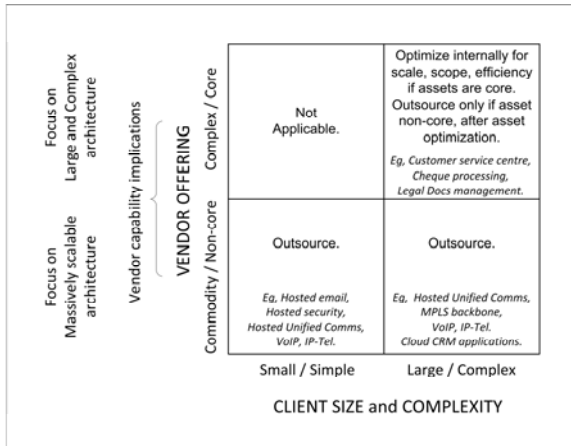 Focus on
Large and Complex
architecture
Focus on
Massively scalable
architecture
Vendor capability implications
VENDOR OFFERING
Complex / Core
Commodity / Non-core
Not
Applicable.
Optimize internally for
scale, scope, efficiency
if assets are core.
Outsource only if asset
non-core, after asset
optimization.
Eg, Customer service centre,
Cheque processing,
Legal Docs management.
Outsource.
Eg, Hosted email,
Hosted security,
Hosted Unified Comms,
VoIP, IP-Tel.
Outsource.
Eg, Hosted Unified Comms,
MPLS backbone,
VoIP, IP-Tel.
Cloud CRM applications.
Small / Simple
Large / Complex
CLIENT SIZE and COMPLEXITY